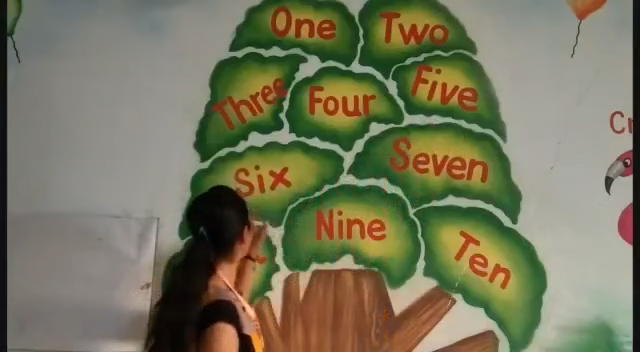 One
Two
Three
Four
Five
Six
Seven
Nine
Ten